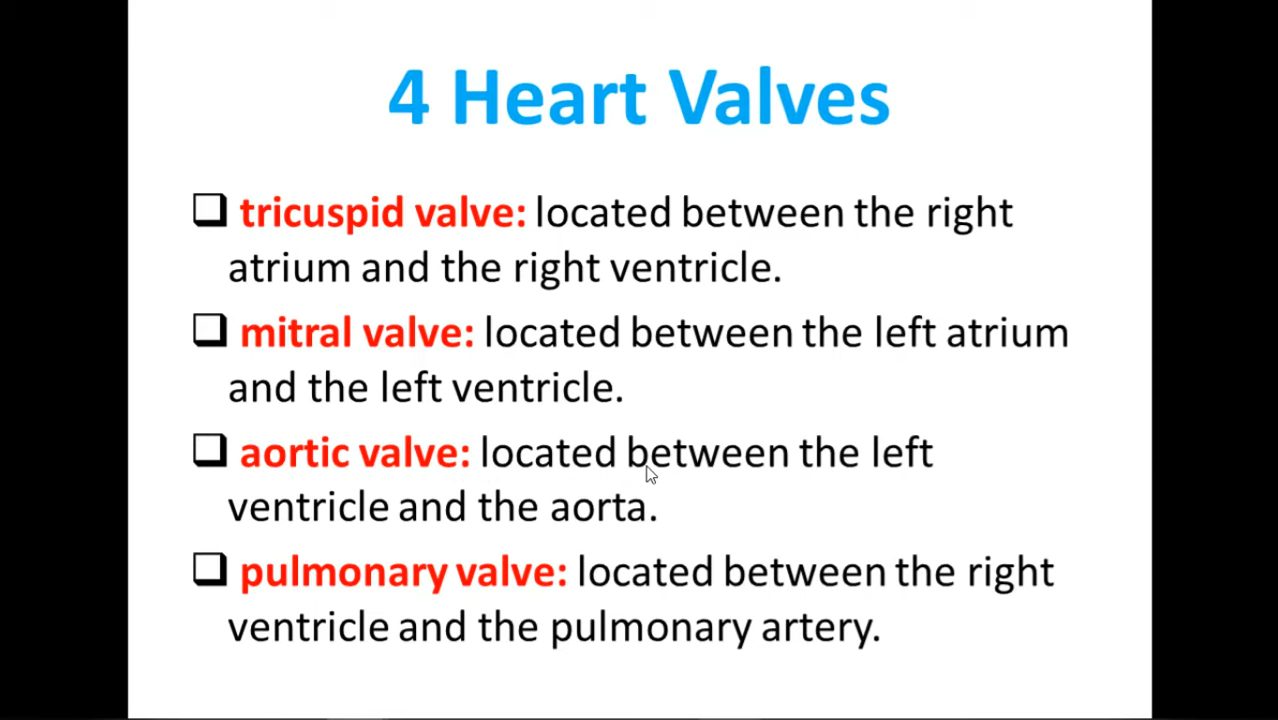 4 Heart Valves
tricuspid valve: located between the right
atrium and the right ventricle.
mitral valve: located between the left atrium
and the left ventricle.
aortic valve: located between the left
ventricle and the aorta.
pulmonary valve: located between the right
ventricle and the pulmonary artery.